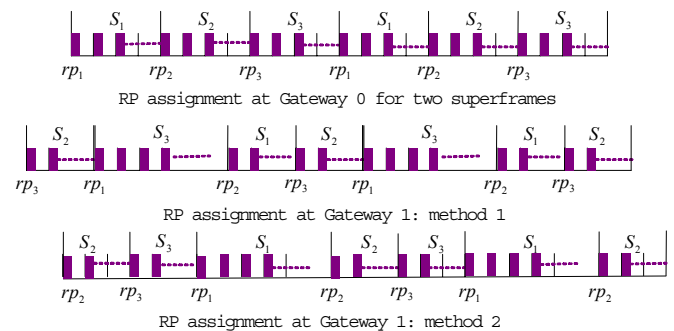 S1 S2 S3 S1 S2 S3
rp1 rp2 rp3 rp1 rp2 rp3
RP assignment at Gateway 0 for two superframes
S2 S3 S1 S2 S3 S1 S2
rp3 rp1 rp2 rp3 rp1 rp2 rp3
RP assignment at Gateway 1: method 1
S2 S3 S1 S2 S3 S1 S2
rp2 rp3 rp1 rp2 rp3 rp1 rp2
RP assignment at Gateway 1: method 2